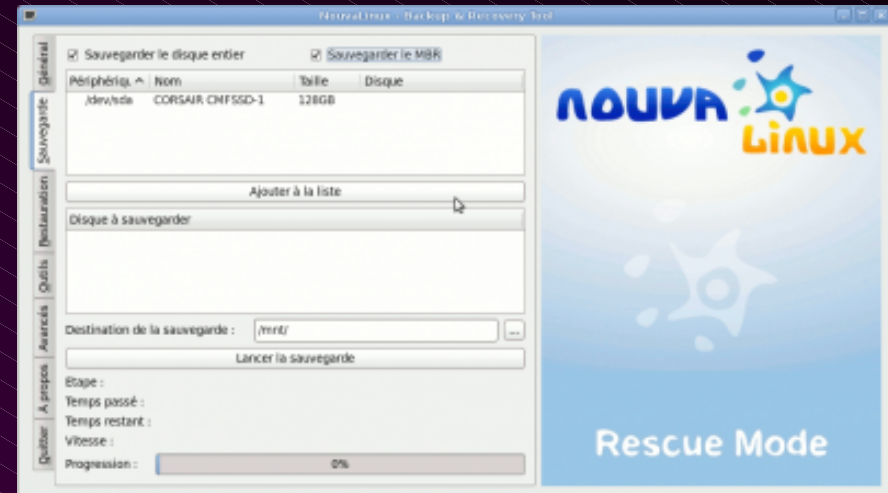 NouvaLinux - Backup & Recovery Tool
Général
Sauvegarde
Restauration
Outils
Avancés
A propos
Quitter
Sauvegarder le disque entier
Sauvegarder le MBR
Périphériq.
Nom
Taille
Disque
/dev/sda
CORSAIR CMFSSD-1
128GB
Ajouter à la liste
Disque à sauvegarder
Destination de la sauvegarde :
/mnt/
...
Lancer la sauvegarde
Etape :
Temps passé :
Temps restant :
Vitesse :
Progression :
0%
nouva
Linux
Rescue Mode